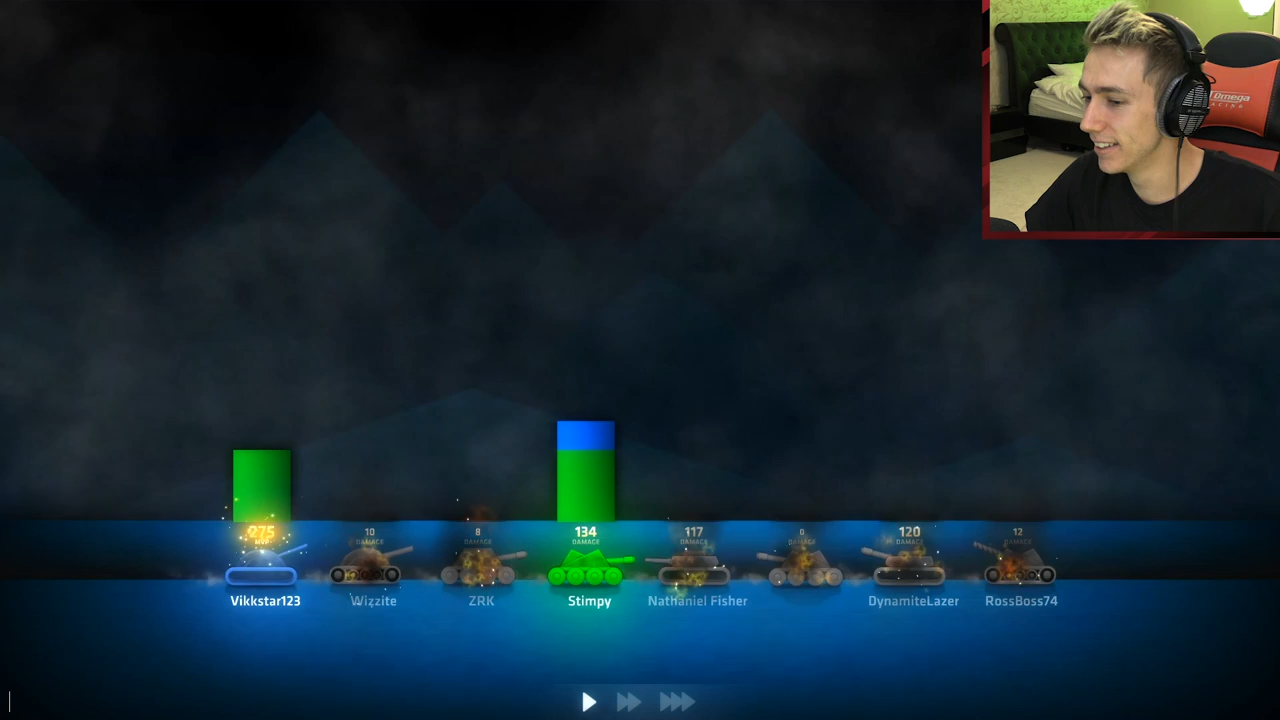 Omega
RACING
275 10 8 134 117 0 120 12
MVP DAMAGE DAMAGE DAMAGE DAMAGE DAMAGE DAMAGE DAMAGE
Vikkstar123 Wizzite ZRK Stimpy Nathaniel Fisher DynamiteLazer RossBoss74